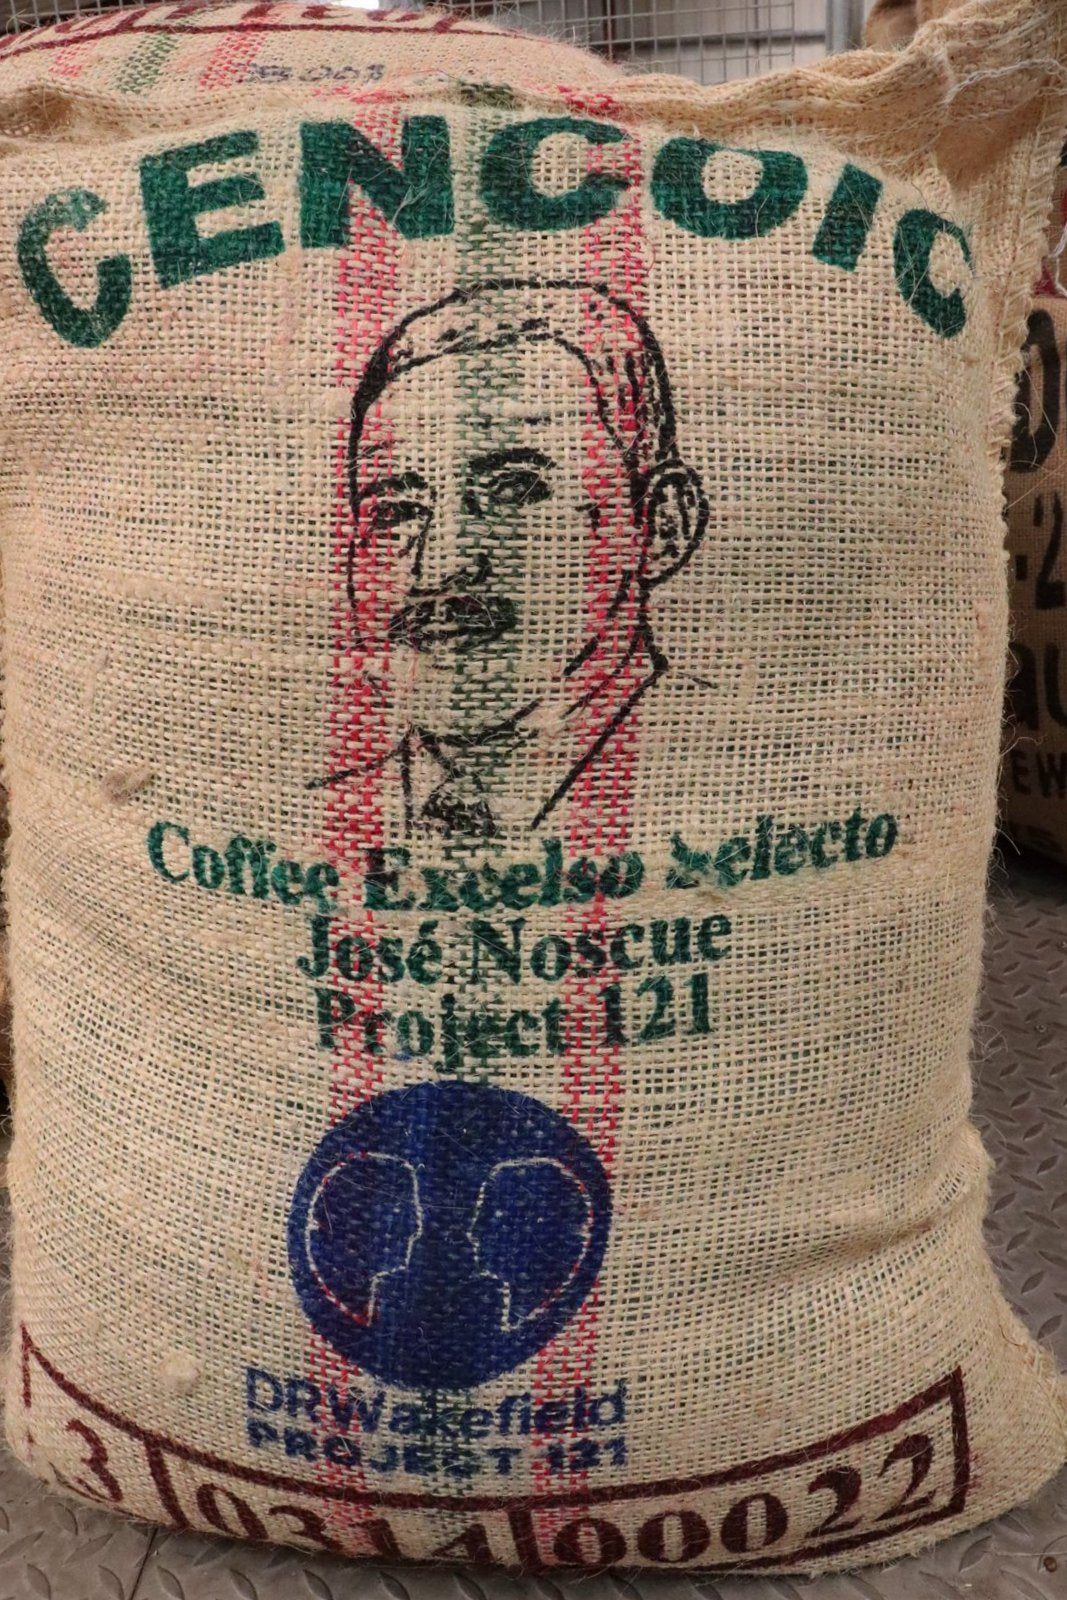 CENCOIC
Coffee Excelso Selecto
José Noscue
Project 121
DRWakefield
PROJECT 121
3 0314 00022